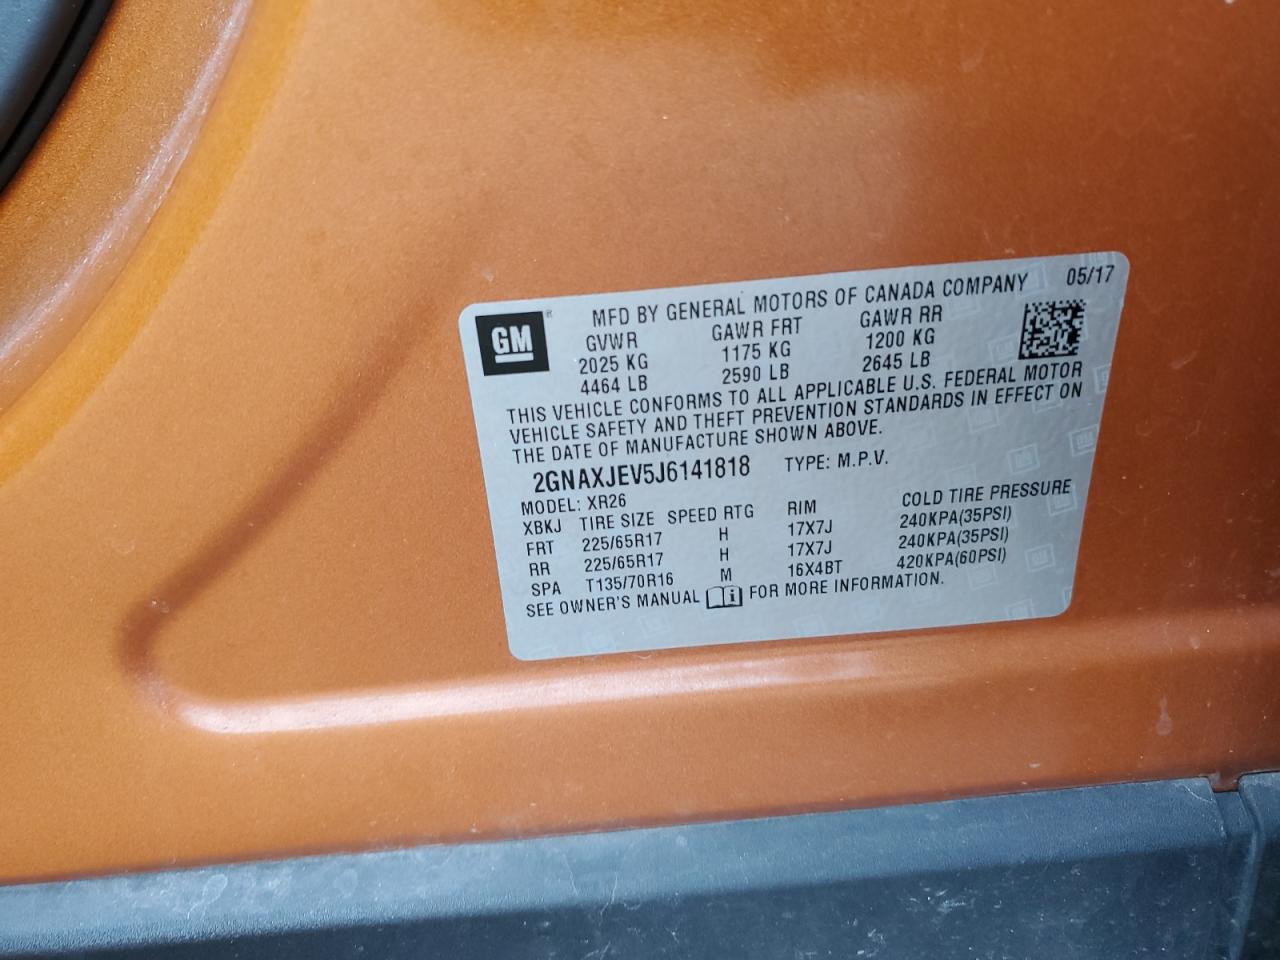 GM
MFD BY GENERAL MOTORS OF CANADA COMPANY 05/17
GVWR GAWR FRT GAWR RR
2025 KG 1175 KG 1200 KG
4464 LB 2590 LB 2645 LB
THIS VEHICLE CONFORMS TO ALL APPLICABLE U.S. FEDERAL MOTOR
VEHICLE SAFETY AND THEFT PREVENTION STANDARDS IN EFFECT ON
THE DATE OF MANUFACTURE SHOWN ABOVE.
2GNAXJEV5J6141818 TYPE: M.P.V.
MODEL: XR26
XBKJ TIRE SIZE SPEED RTG RIM COLD TIRE PRESSURE
FRT 225/65R17 H 17X7J 240KPA(35PSI)
RR 225/65R17 H 17X7J 240KPA(35PSI)
SPA T135/70R16 M 16X4BT 420KPA(60PSI)
SEE OWNER'S MANUAL FOR MORE INFORMATION.